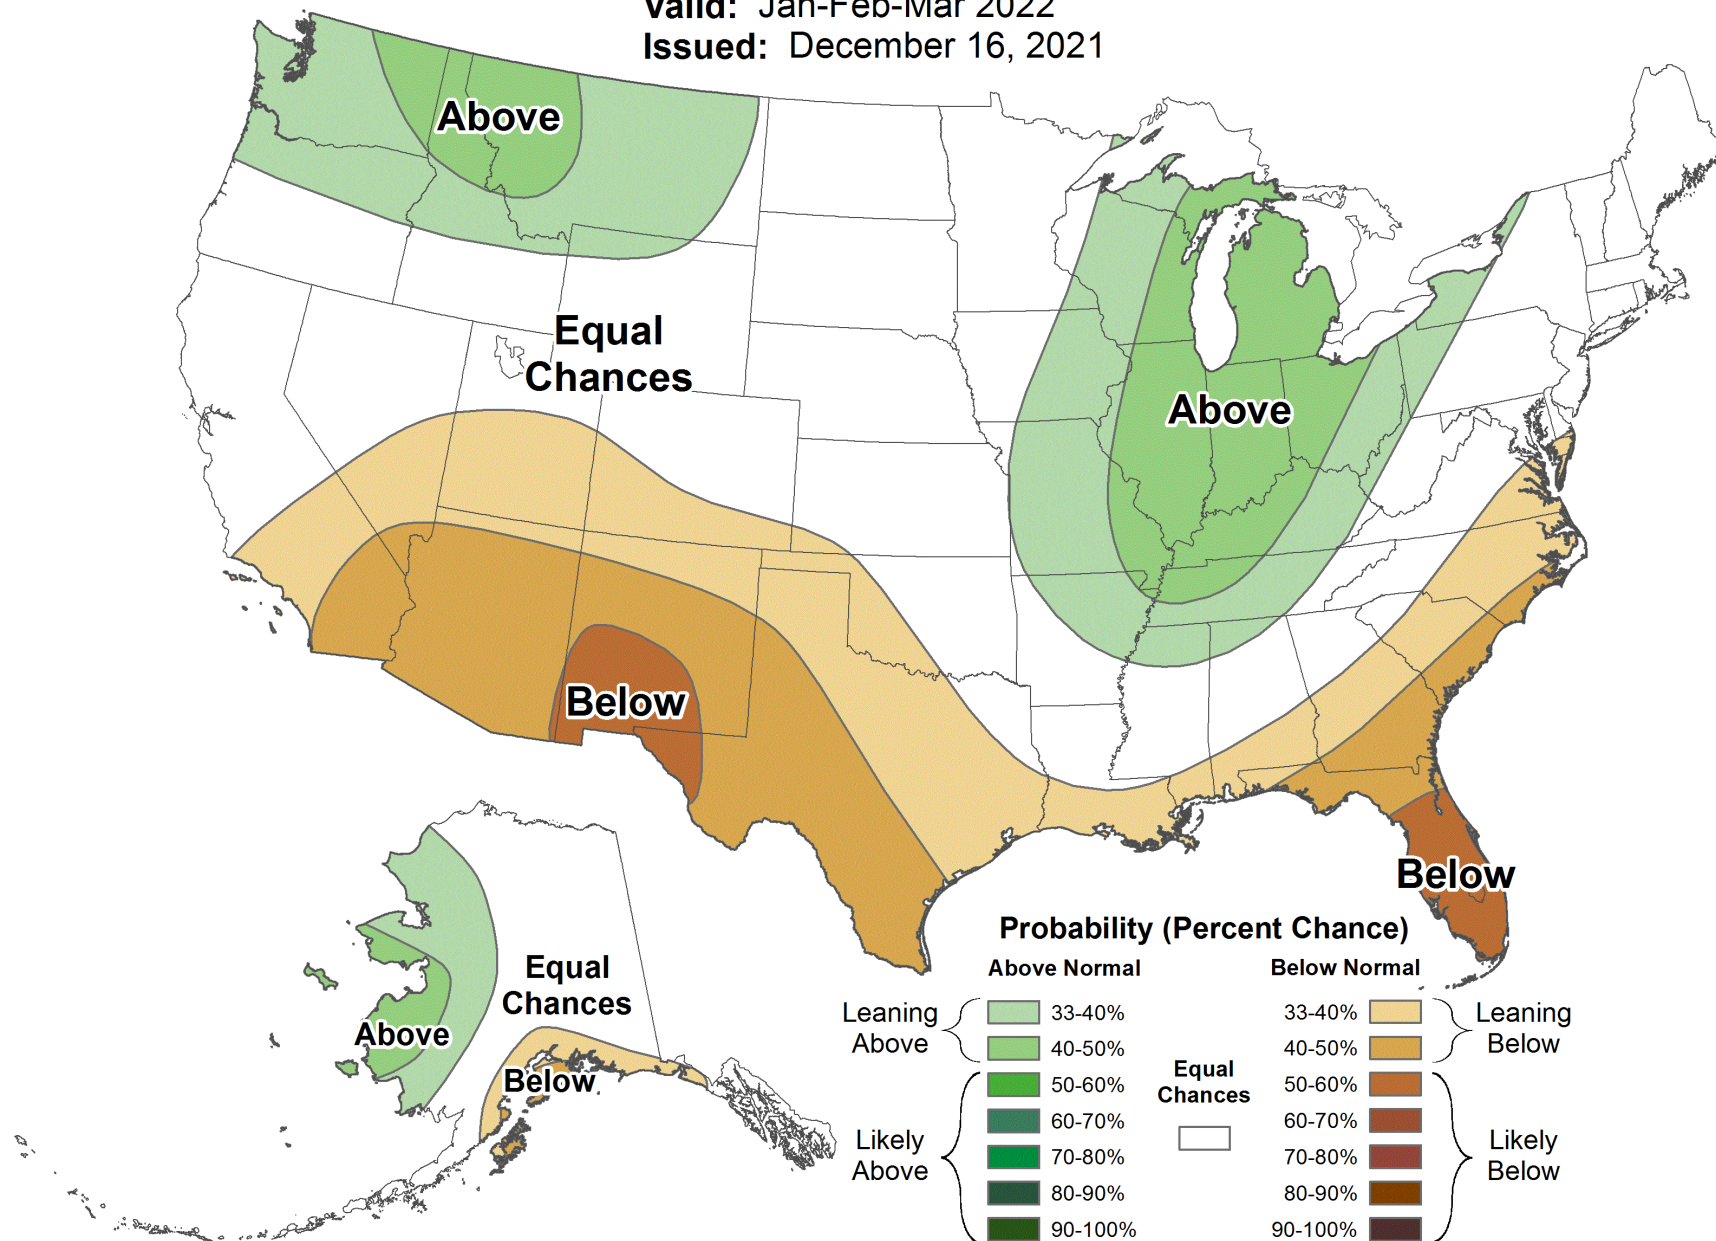 Valid: Jan-Feb-Mar 2022
Issued: December 16, 2021
Above
Equal
Chances
Above
Below
Below
Equal
Chances
Above
Below
Probability (Percent Chance)
Above Normal
Below Normal
Leaning
Above
33-40%
40-50%
50-60%
60-70%
70-80%
80-90%
90-100%
Likely
Above
Equal
Chances
33-40%
40-50%
50-60%
60-70%
70-80%
80-90%
90-100%
Leaning
Below
Likely
Below